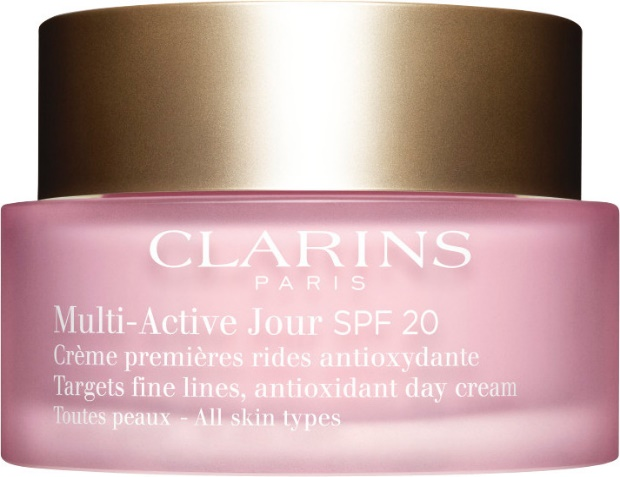 CLARINS
PARIS
Multi-Active Jour SPF 20
Crème premières rides antioxydante
Targets fine lines, antioxidant day cream
Toutes peaux - All skin types